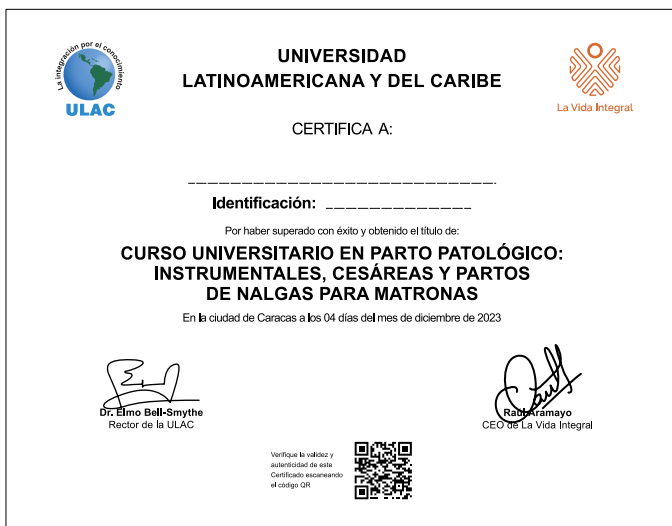 La integración por el conocimiento
ULAC
UNIVERSIDAD
LATINOAMERICANA Y DEL CARIBE
La Vida Integral
CERTIFICA A:
Identificación:
Por haber superado con éxito y obtenido el título de:
CURSO UNIVERSITARIO EN PARTO PATOLÓGICO:
INSTRUMENTALES, CESÁREAS Y PARTOS
DE NALGAS PARA MATRONAS
En la ciudad de Caracas a los 04 días del mes de diciembre de 2023
Dr. Elmo Bell-Smythe
Rector de la ULAC
Raúl Aramayo
CEO de La Vida Integral
Verifique la validez y
autenticidad de este
Certificado escaneando
el código QR